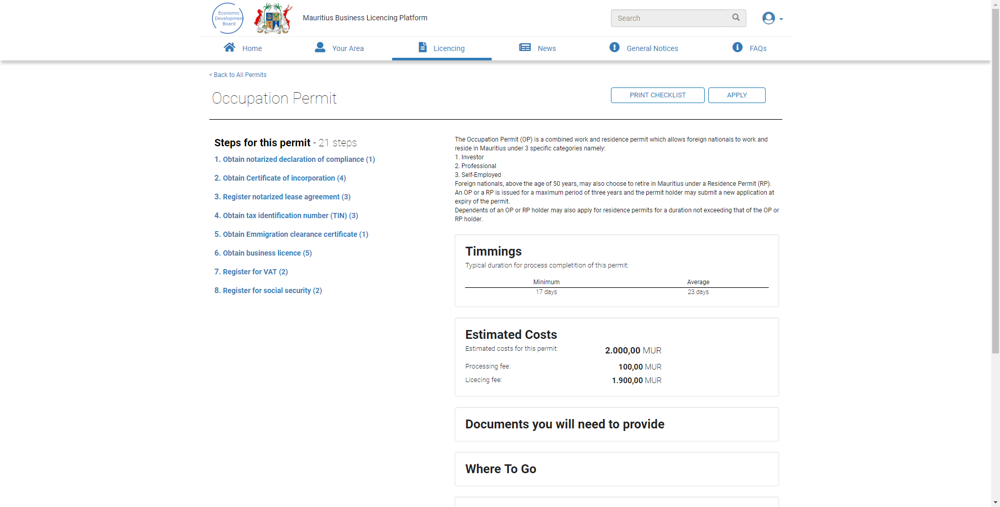 Economic
Development
Board
Mauritius Business Licencing Platform
Search
Home
Your Area
Licencing
News
General Notices
FAQs
< Back to All Permits
Occupation Permit
PRINT CHECKLIST
APPLY
Steps for this permit - 21 steps
1. Obtain notarized declaration of compliance (1)
2. Obtain Certificate of incorporation (4)
3. Register notarized lease agreement (3)
4. Obtain tax identification number (TIN) (3)
5. Obtain Emmigration clearance certificate (1)
6. Obtain business licence (5)
7. Register for VAT (2)
8. Register for social security (2)
The Occupation Permit (OP) is a combined work and residence permit which allows foreign nationals to work and
reside in Mauritius under 3 specific categories namely:
1. Investor
2. Professional
3. Self-Employed
Foreign nationals, above the age of 50 years, may also choose to retire in Mauritius under a Residence Permit (RP).
An OP or a RP is issued for a maximum period of three years and the permit holder may submit a new application at
expiry of the permit.
Dependents of an OP or RP holder may also apply for residence permits for a duration not exceeding that of the OP or
RP holder.
Timmings
Typical duration for process completition of this permit:
Minimum Average
17 days 23 days
Estimated Costs
Estimated costs for this permit: 2.000,00 MUR
Processing fee: 100,00 MUR
Licecing fee: 1.900,00 MUR
Documents you will need to provide
Where To Go